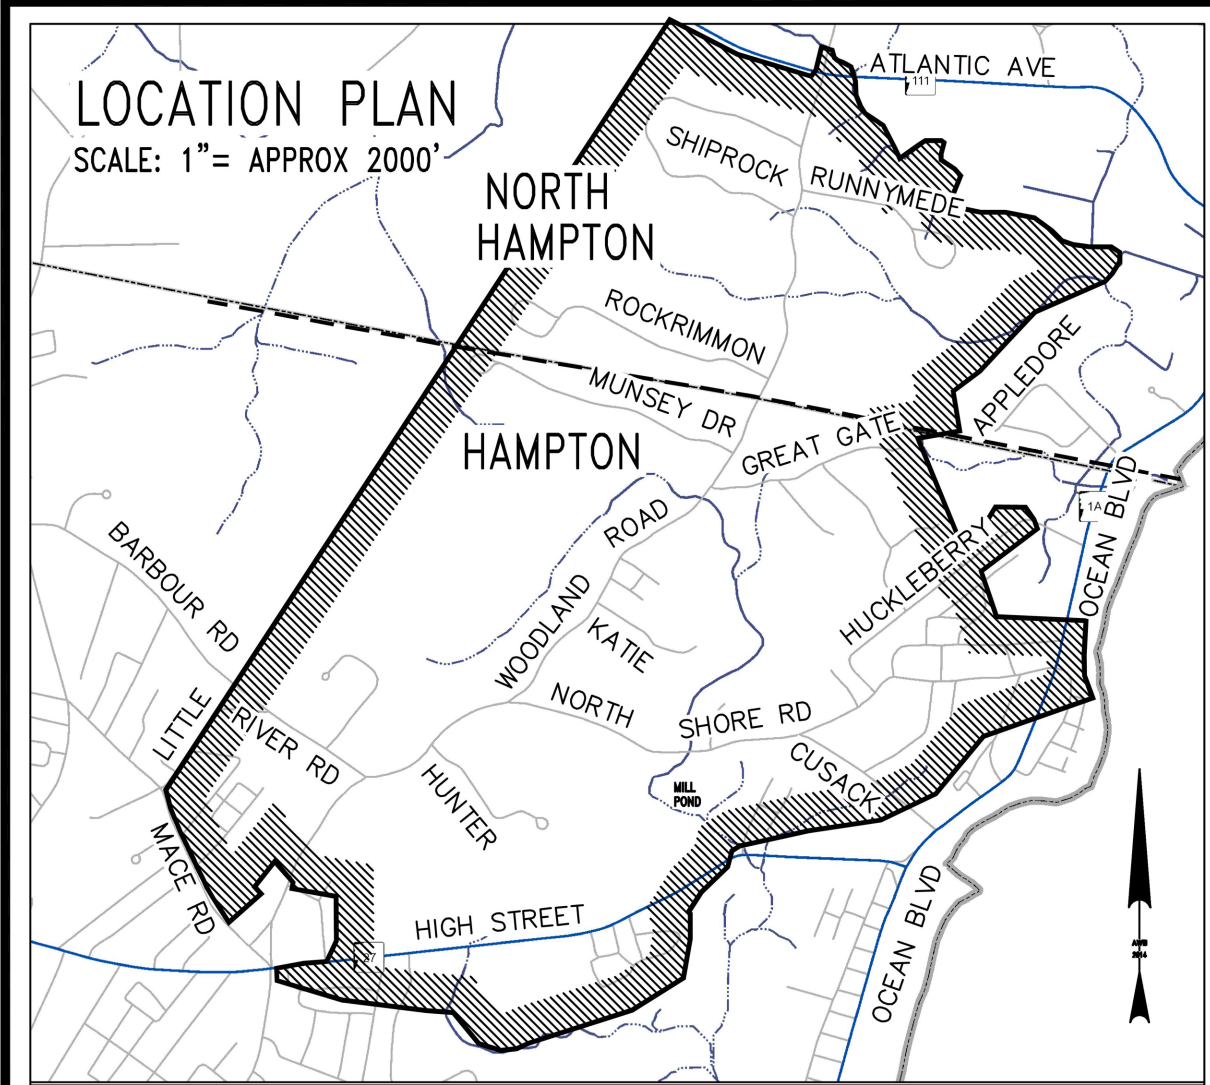 LOCATION PLAN
SCALE: 1"= APPROX 2000'
ATLANTIC AVE
111
SHIPROCK
RUNNYMEDE
NORTH
HAMPTON
ROCKRIMMON
APPLEDORE
MUNSEY DR
GREAT GATE
HAMPTON
OCEAN BLVD
1A
ROAD
WOODLAND
HUCKLEBERRY
BARBOUR RD
KATIE
LITTLE
RIVER RD
NORTH
SHORE RD
CUSACK
HUNTER
MILL
POND
MACE RD
HIGH STREET
27
OCEAN BLVD
AWE
2014